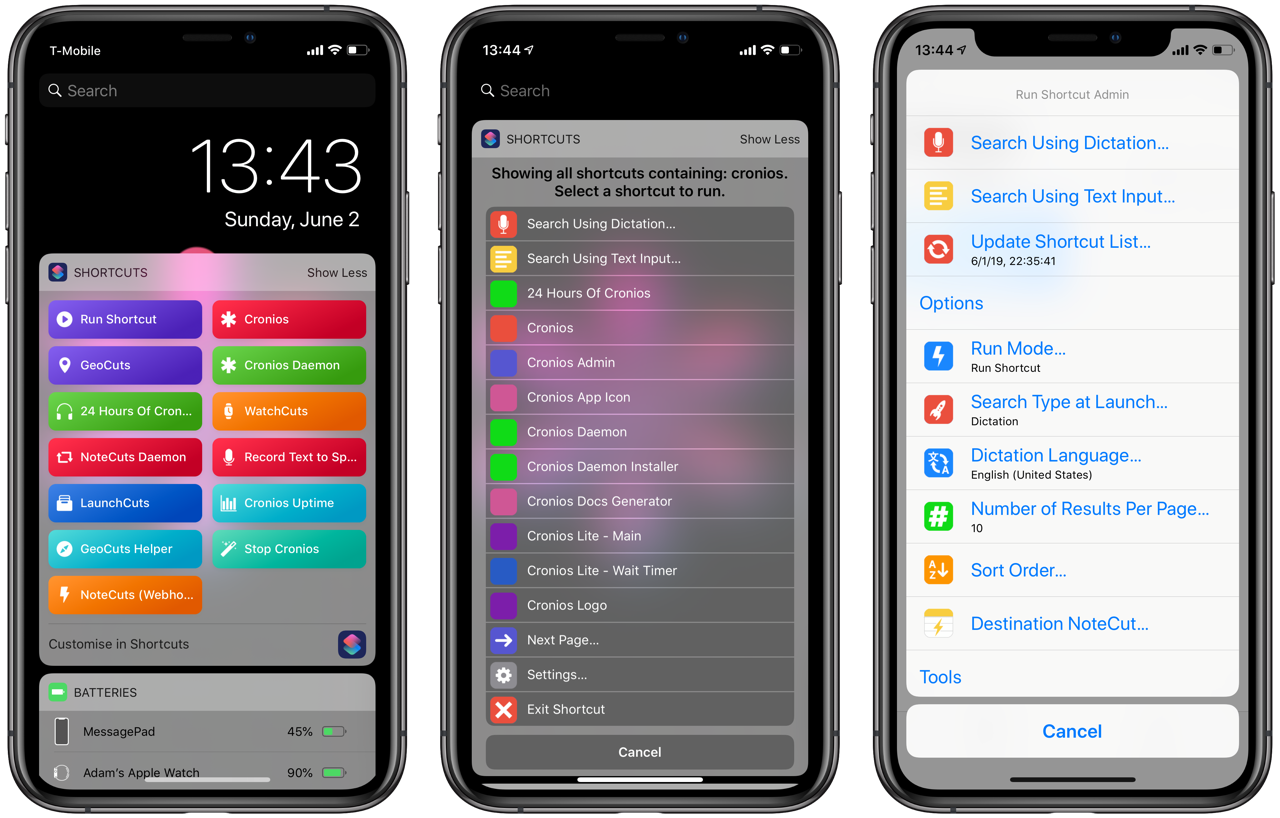 T-Mobile
Search
13:43
Sunday, June 2
SHORTCUTS
Show Less
Run Shortcut
Cronios
GeoCuts
Cronios Daemon
24 Hours Of Cron...
WatchCuts
NoteCuts Daemon
Record Text to Sp...
LaunchCuts
Cronios Uptime
GeoCuts Helper
Stop Cronios
NoteCuts (Webho...
Customise in Shortcuts
BATTERIES
MessagePad
45%
Adam's Apple Watch
90%
13:44
Search
SHORTCUTS
Show Less
Showing all shortcuts containing: cronios.
Select a shortcut to run.
Search Using Dictation...
Search Using Text Input...
24 Hours Of Cronios
Cronios
Cronios Admin
Cronios App Icon
Cronios Daemon
Cronios Daemon Installer
Cronios Docs Generator
Cronios Lite - Main
Cronios Lite - Wait Timer
Cronios Logo
Next Page...
Settings...
Exit Shortcut
Cancel
13:44
Run Shortcut Admin
Search Using Dictation...
Search Using Text Input...
Update Shortcut List...
6/1/19, 22:35:41
Options
Run Mode...
Run Shortcut
Search Type at Launch...
Dictation
Dictation Language...
English (United States)
Number of Results Per Page...
10
Sort Order...
Destination NoteCut...
Tools
Cancel